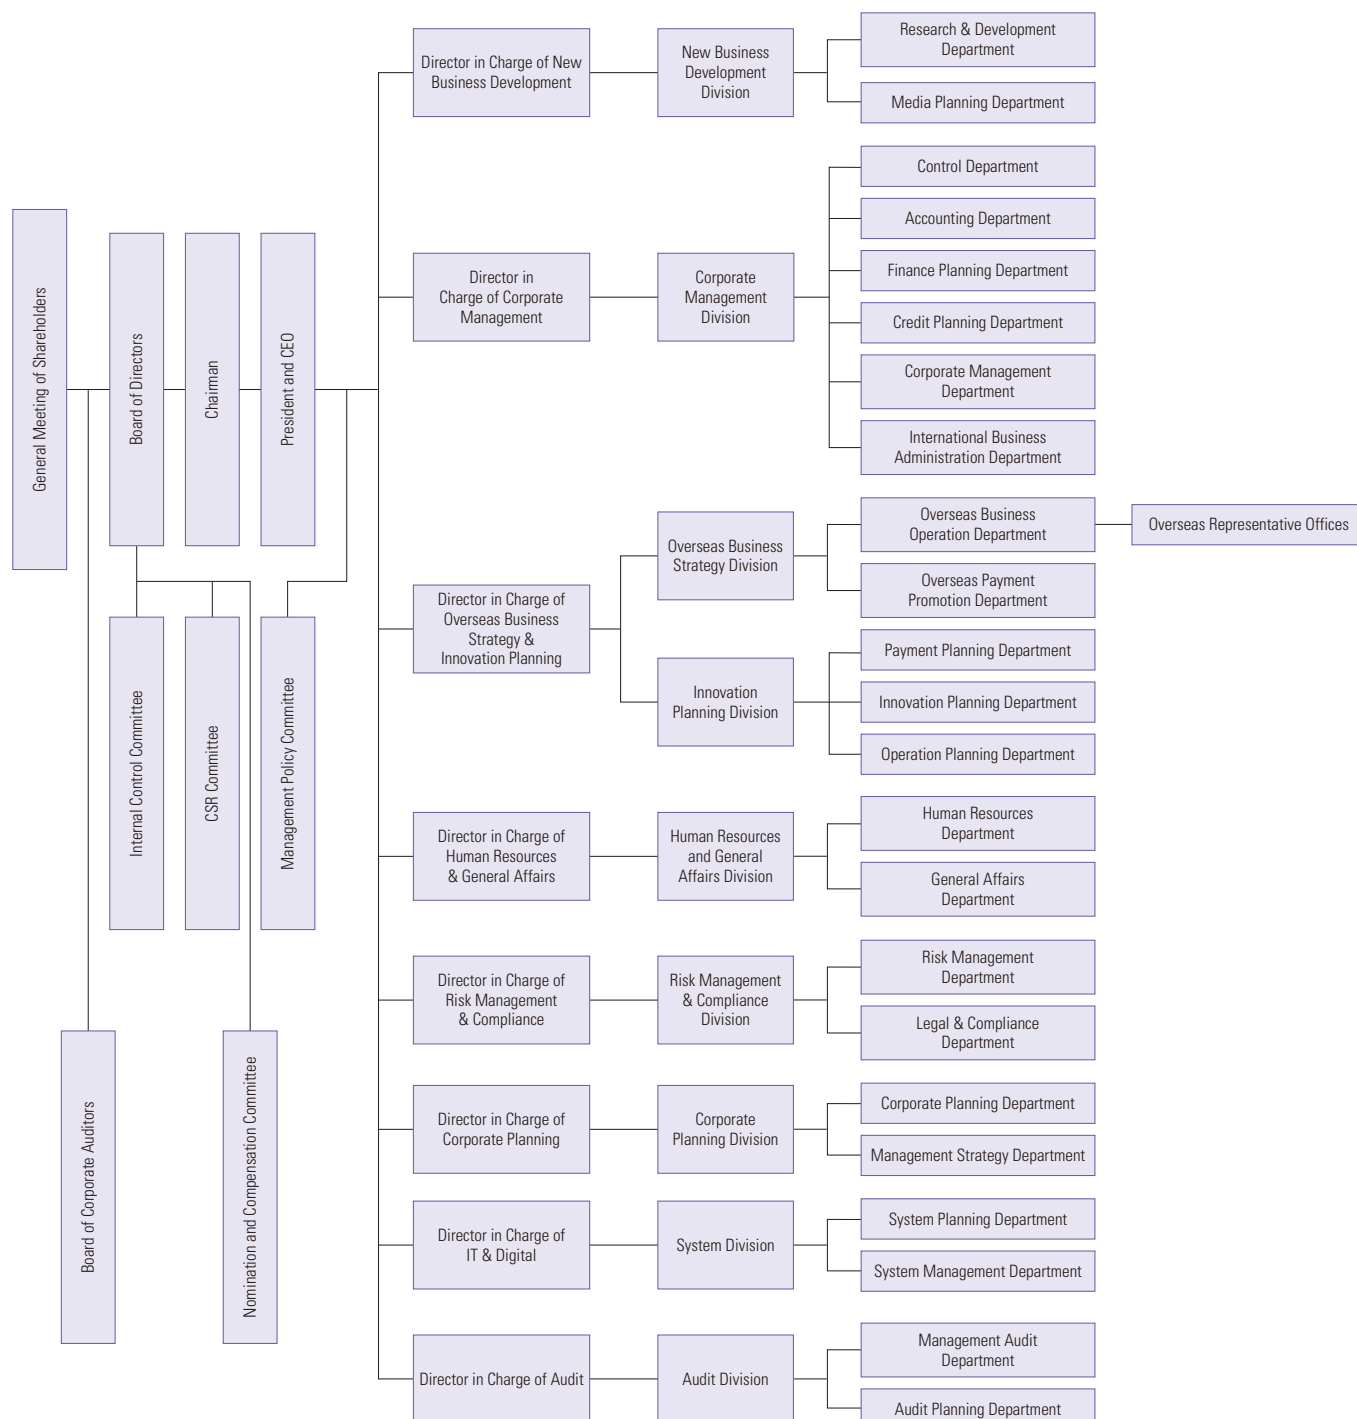 General Meeting of Shareholders
Board of Directors
Chairman
President and CEO
Internal Control Committee
CSR Committee
Management Policy Committee
Board of Corporate Auditors
Nomination and Compensation Committee
Director in Charge of New
Business Development
New Business
Development
Division
Research & Development
Department
Media Planning Department
Director in
Charge of Corporate
Management
Corporate
Management
Division
Control Department
Accounting Department
Finance Planning Department
Credit Planning Department
Corporate Management
Department
International Business
Administration Department
Director in Charge of
Overseas Business
Strategy &
Innovation Planning
Overseas Business
Strategy Division
Overseas Business
Operation Department
Overseas Representative Offices
Overseas Payment
Promotion Department
Innovation
Planning Division
Payment Planning Department
Innovation Planning Department
Operation Planning Department
Director in Charge of
Human Resources
& General Affairs
Human Resources
and General
Affairs Division
Human Resources
Department
General Affairs
Department
Director in Charge of
Risk Management
& Compliance
Risk Management
& Compliance
Division
Risk Management
Department
Legal & Compliance
Department
Director in Charge of
Corporate Planning
Corporate
Planning Division
Corporate Planning Department
Management Strategy Department
Director in Charge of
IT & Digital
System Division
System Planning Department
System Management Department
Director in Charge of Audit
Audit Division
Management Audit
Department
Audit Planning Department